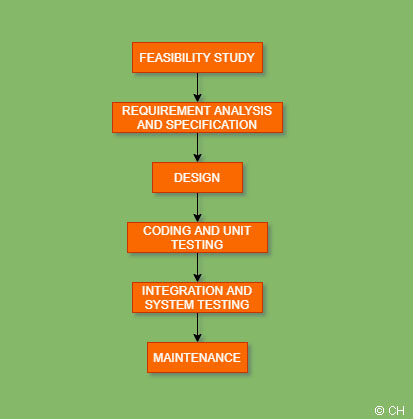 FEASIBILITY STUDY
REQUIREMENT ANALYSIS
AND SPECIFICATION
DESIGN
CODING AND UNIT
TESTING
INTEGRATION AND
SYSTEM TESTING
MAINTENANCE
© CH